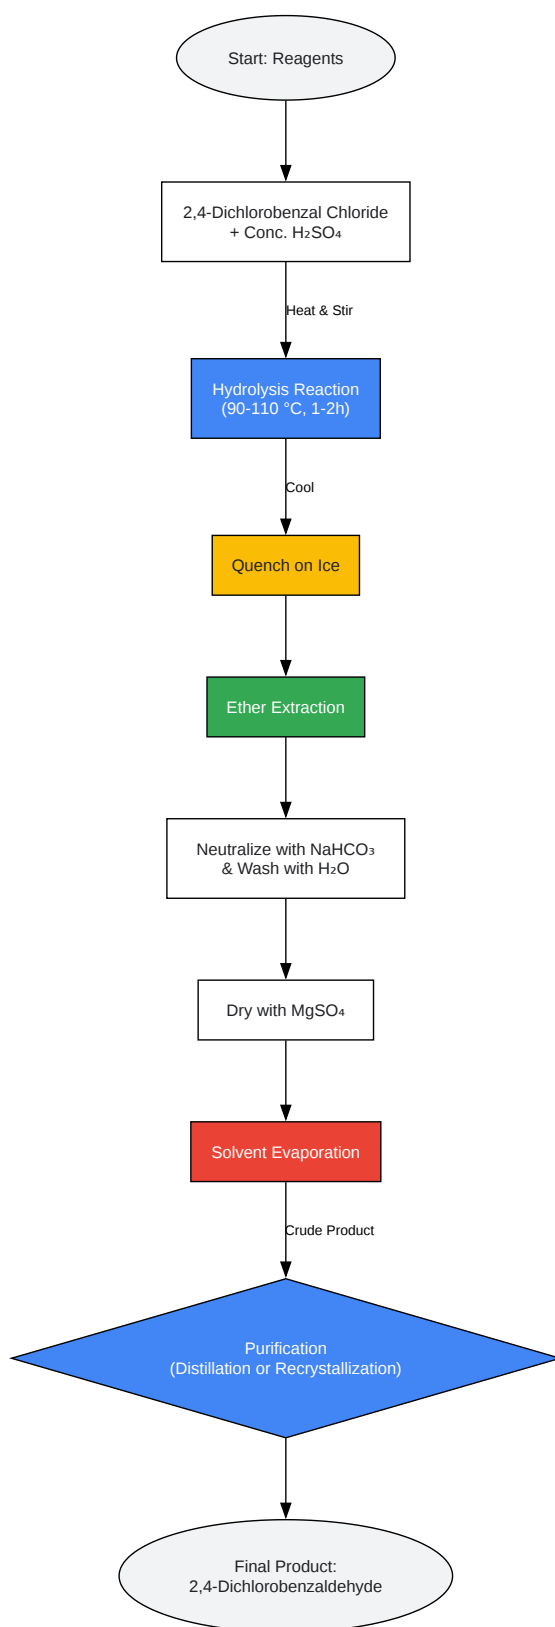 Start: Reagents
2,4-Dichlorobenzal Chloride
+ Conc. H₂SO₄
Heat & Stir
Hydrolysis Reaction
(90-110 °C, 1-2h)
Cool
Quench on Ice
Ether Extraction
Neutralize with NaHCO₃
& Wash with H₂O
Dry with MgSO₄
Solvent Evaporation
Crude Product
Purification
(Distillation or Recrystallization)
Final Product:
2,4-Dichlorobenzaldehyde